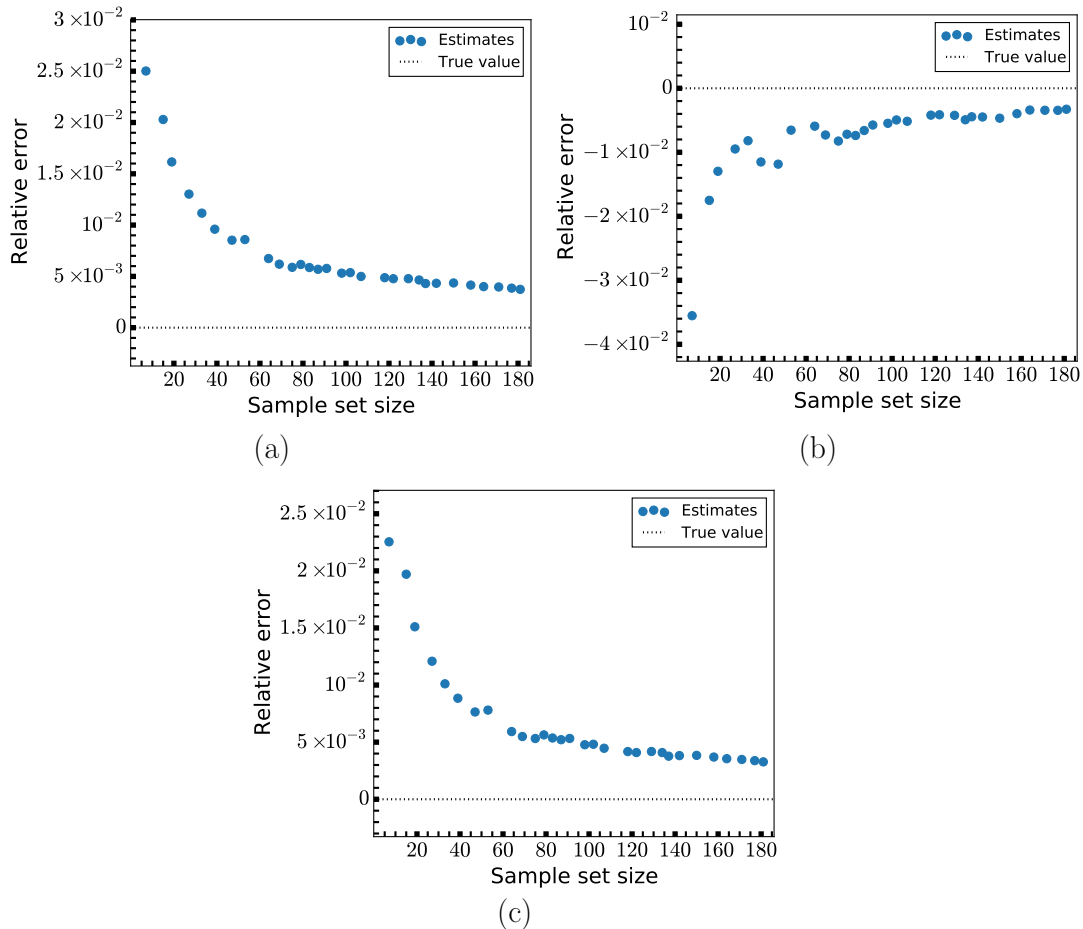 3 ×10⁻²
2.5 ×10⁻²
2 ×10⁻²
1.5 ×10⁻²
10⁻²
5 ×10⁻³
0
Relative error
Estimates
True value
20 40 60 80 100 120 140 160 180
Sample set size
(a)
10⁻²
0
−1 ×10⁻²
−2 ×10⁻²
−3 ×10⁻²
−4 ×10⁻²
Relative error
Estimates
True value
20 40 60 80 100 120 140 160 180
Sample set size
(b)
2.5 ×10⁻²
2 ×10⁻²
1.5 ×10⁻²
10⁻²
5 ×10⁻³
0
Relative error
Estimates
True value
20 40 60 80 100 120 140 160 180
Sample set size
(c)